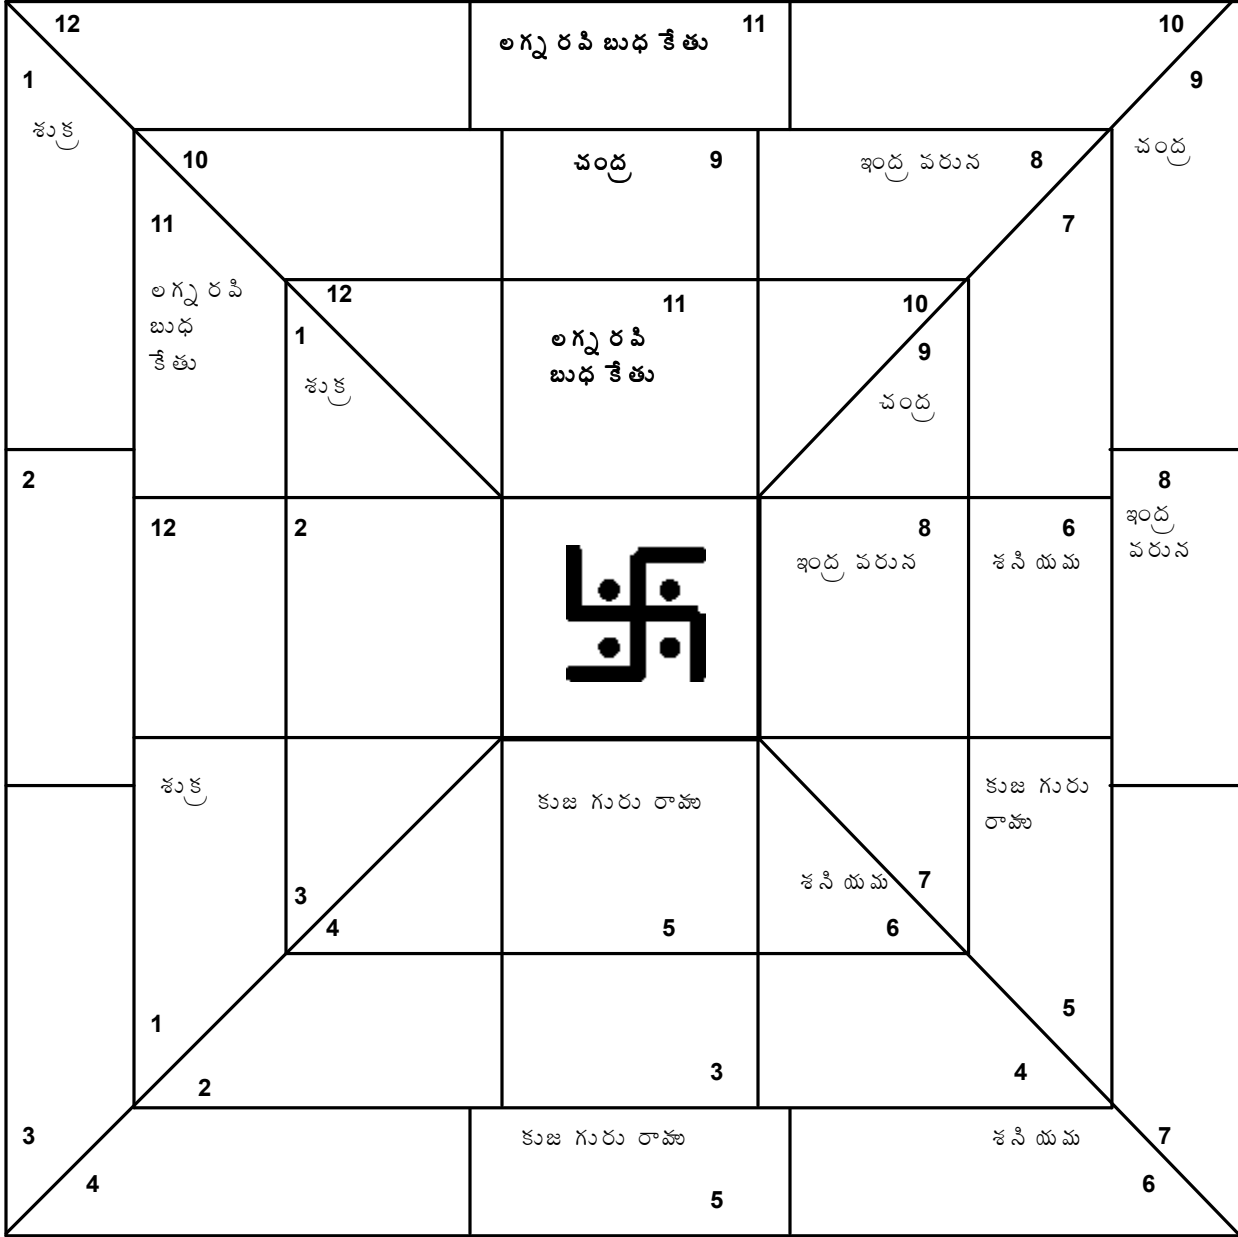 12
లగ్న రవి బుధ కేతు 11
10
1
9
శుక్ర
చంద్ర
10
చంద్ర 9
ఇంద్ర వరున 8
11
7
లగ్న రవి
బుధ
కేతు
12
11
10
1
లగ్న రవి
బుధ కేతు
9
శుక్ర
చంద్ర
2
8
ఇంద్ర
వరున
12
2
8
6
ఇంద్ర వరున
శని యమ
శుక్ర
కుజ గురు రాహు
కుజ గురు
రాహు
శని యమ 7
3
4
5
6
1
5
2
3
4
3
కుజ గురు రాహు
శని యమ 7
4
5
6